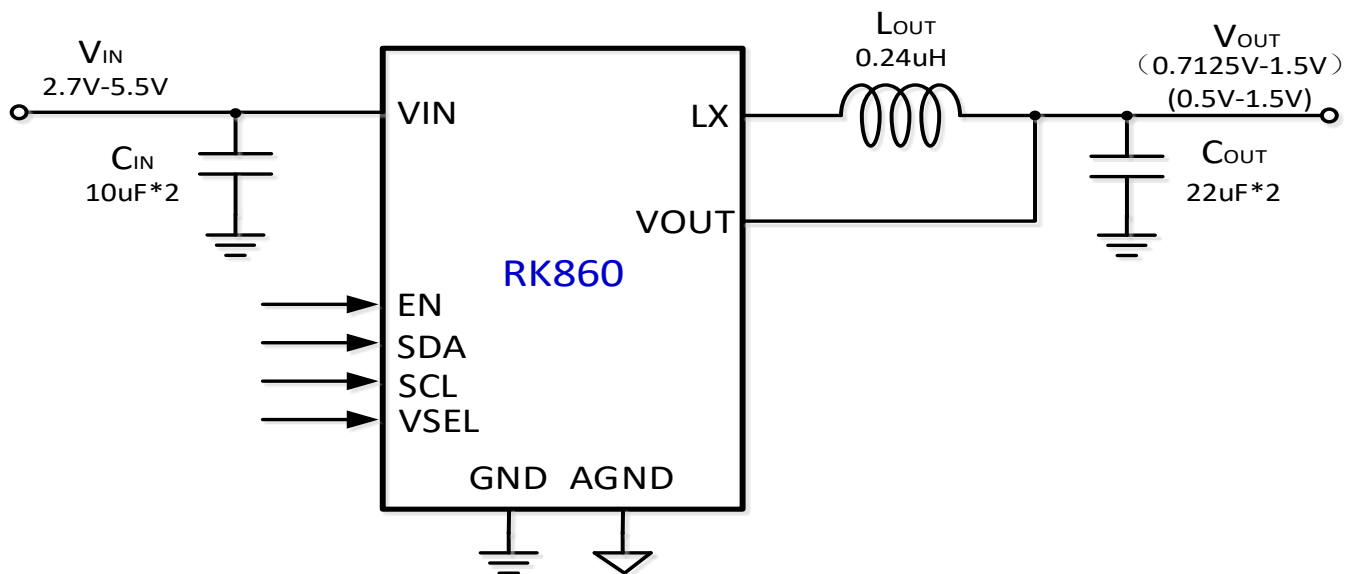 VIN
2.7V-5.5V
CIN
10uF*2
VIN
EN
SDA
SCL
VSEL
RK860
GND AGND
LX
VOUT
LOUT
0.24uH
VOUT
（0.7125V-1.5V）
(0.5V-1.5V)
COUT
22uF*2